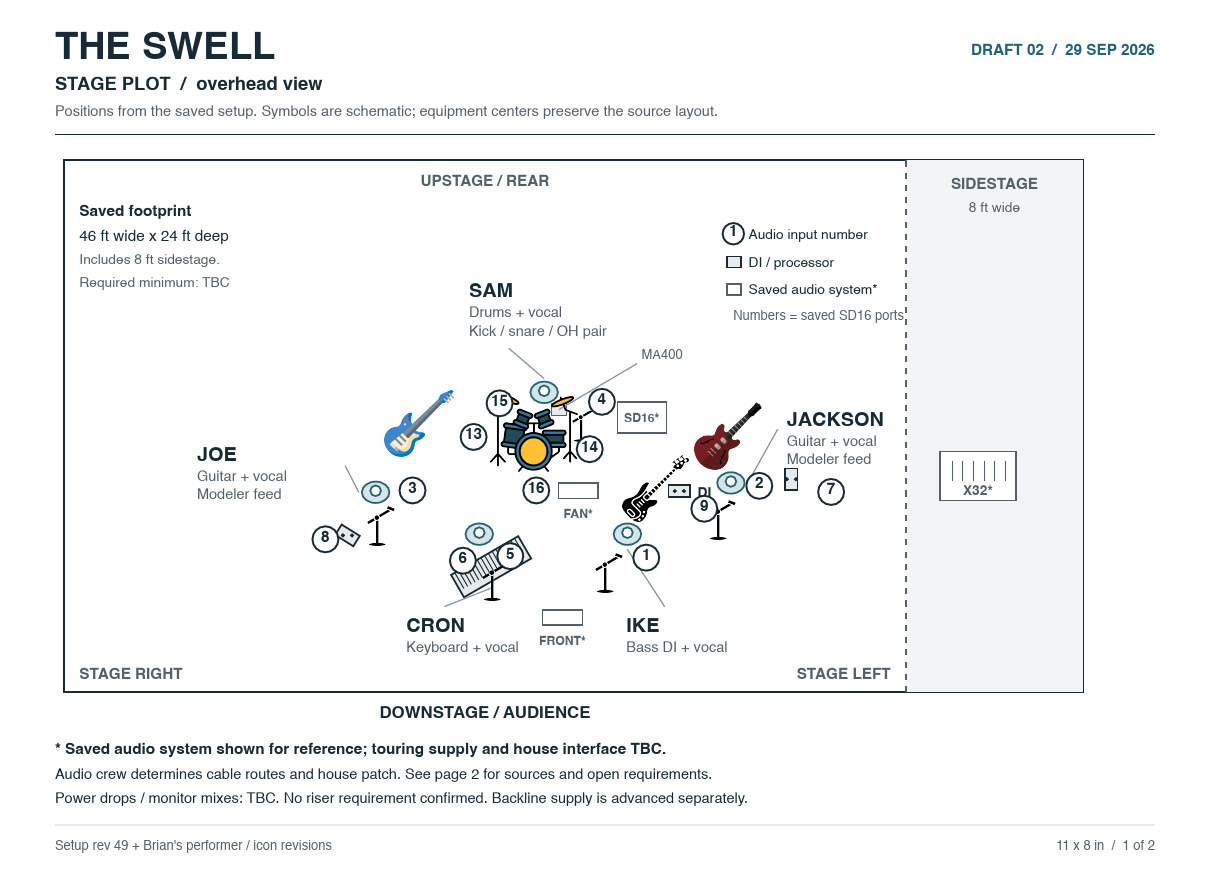 THE SWELL
DRAFT 02 / 29 SEP 2026
STAGE PLOT / overhead view
Positions from the saved setup. Symbols are schematic; equipment centers preserve the source layout.
UPSTAGE / REAR
SIDESTAGE
8 ft wide
Saved footprint
46 ft wide x 24 ft deep
Includes 8 ft sidestage.
Required minimum: TBC
1 Audio input number
DI / processor
Saved audio system*
Numbers = saved SD16 ports
SAM
Drums + vocal
Kick / snare / OH pair
MA400
15
4
SD16*
13
14
JACKSON
Guitar + vocal
Modeler feed
JOE
Guitar + vocal
Modeler feed
3
16
FAN*
DI
2
7
9
X32*
8
6
5
1
CRON
Keyboard + vocal
FRONT*
IKE
Bass DI + vocal
STAGE RIGHT
STAGE LEFT
DOWNSTAGE / AUDIENCE
* Saved audio system shown for reference; touring supply and house interface TBC.
Audio crew determines cable routes and house patch. See page 2 for sources and open requirements.
Power drops / monitor mixes: TBC. No riser requirement confirmed. Backline supply is advanced separately.
Setup rev 49 + Brian's performer / icon revisions
11 x 8 in / 1 of 2